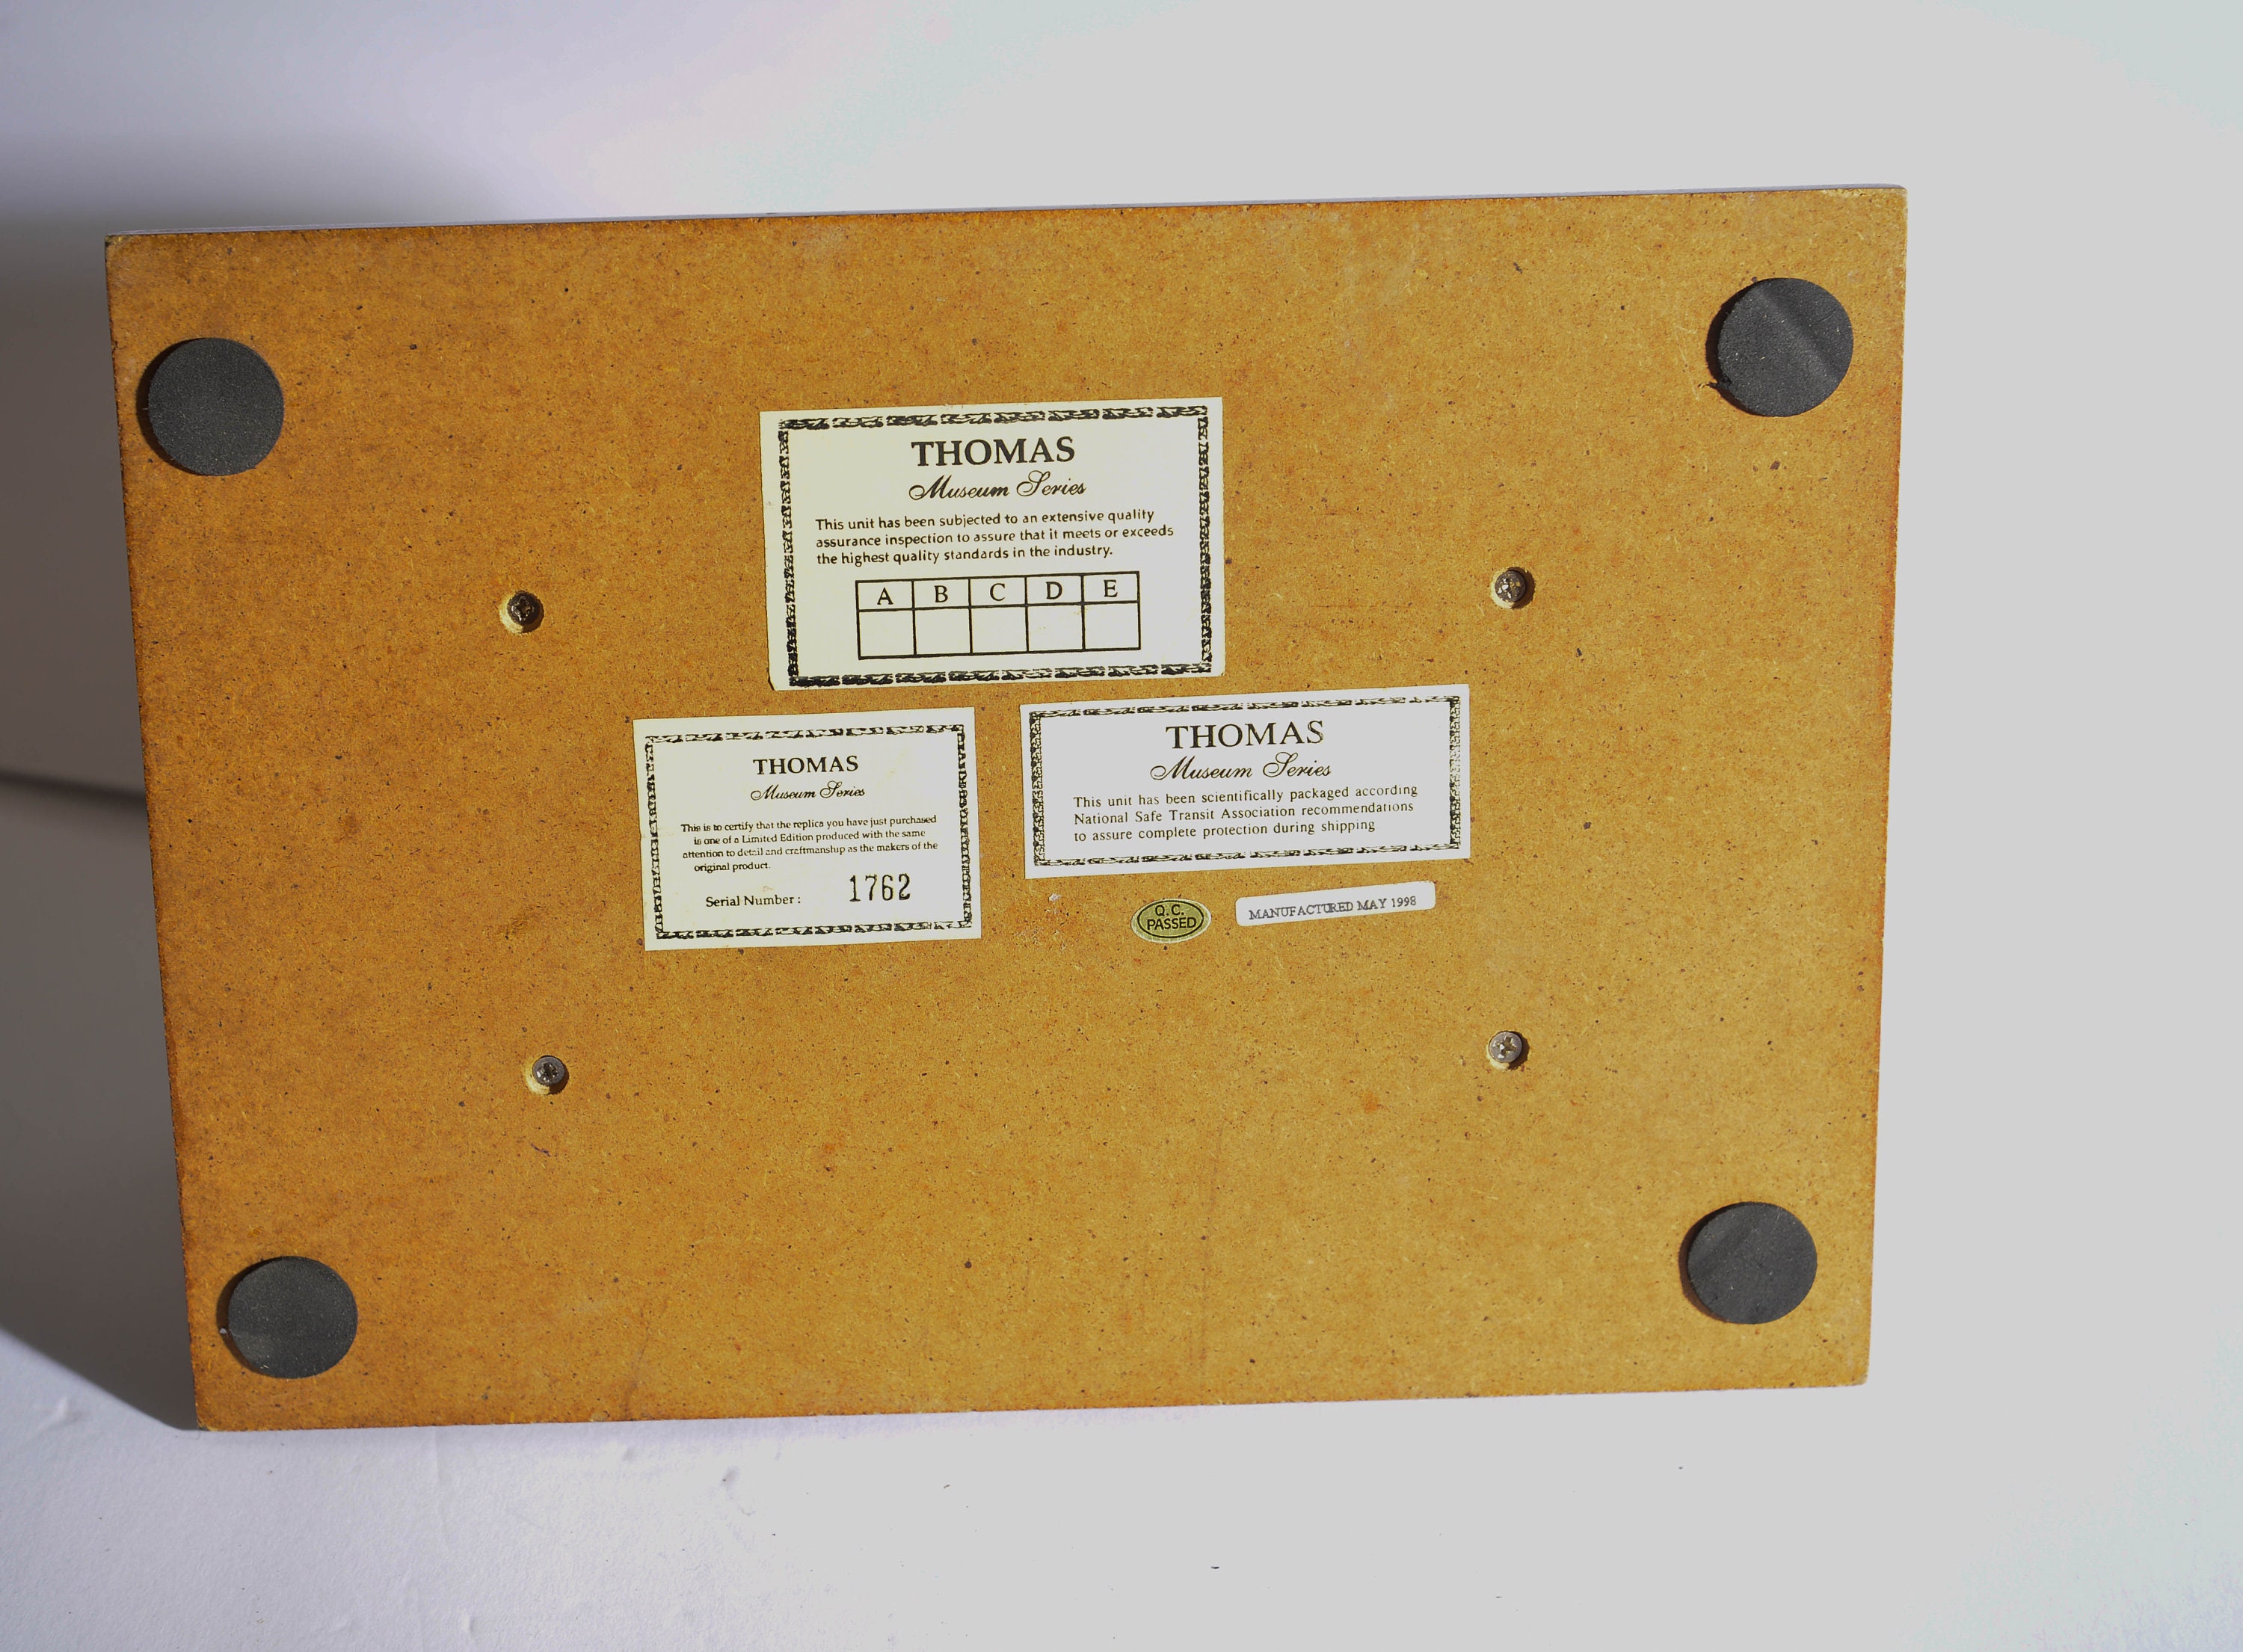 THOMAS
Museum Series
This unit has been subjected to an extensive quality
assurance inspection to assure that it meets or exceeds
the highest quality standards in the industry.
A B C D E
THOMAS
Museum Series
This is to certify that the replica you have just purchased
is one of a Limited Edition produced with the same
attention to detail and craftmanship as the makers of the
original product.
Serial Number: 1762
THOMAS
Museum Series
This unit has been scientifically packaged according
National Safe Transit Association recommendations
to assure complete protection during shipping
Q.C.
PASSED
MANUFACTURED MAY 1998